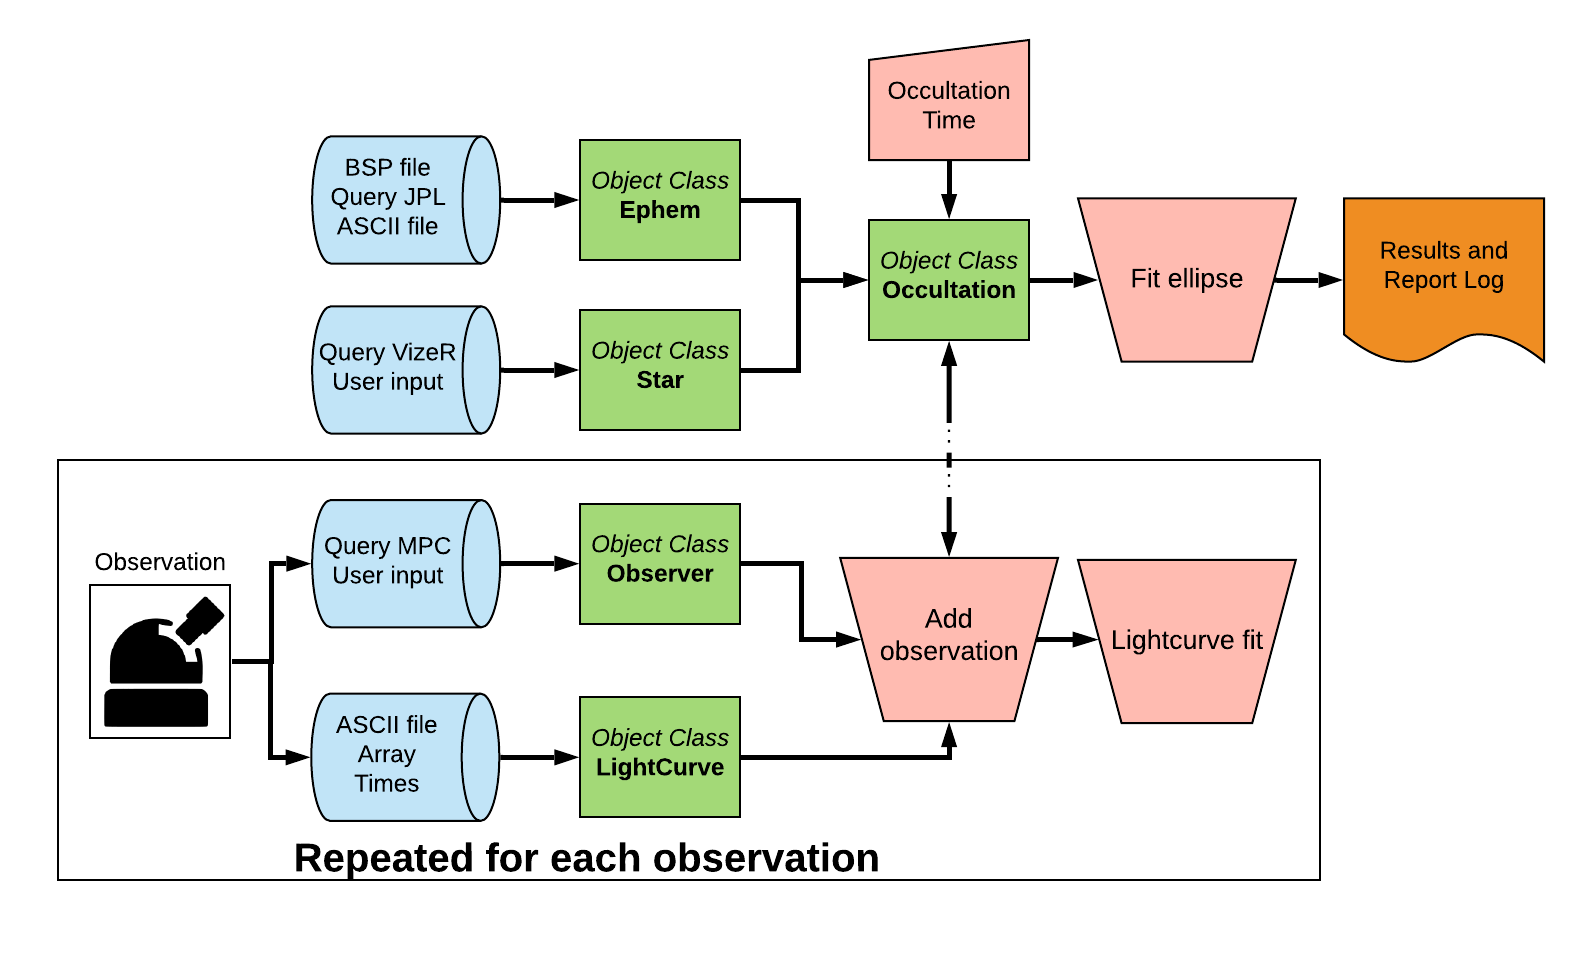 Occultation
Time
BSP file
Query JPL
ASCII file
Object Class
Ephem
Object Class
Occultation
Fit ellipse
Results and
Report Log
Query VizeR
User input
Object Class
Star
Observation
Query MPC
User input
Object Class
Observer
Add
observation
Lightcurve fit
ASCII file
Array
Times
Object Class
LightCurve
Repeated for each observation